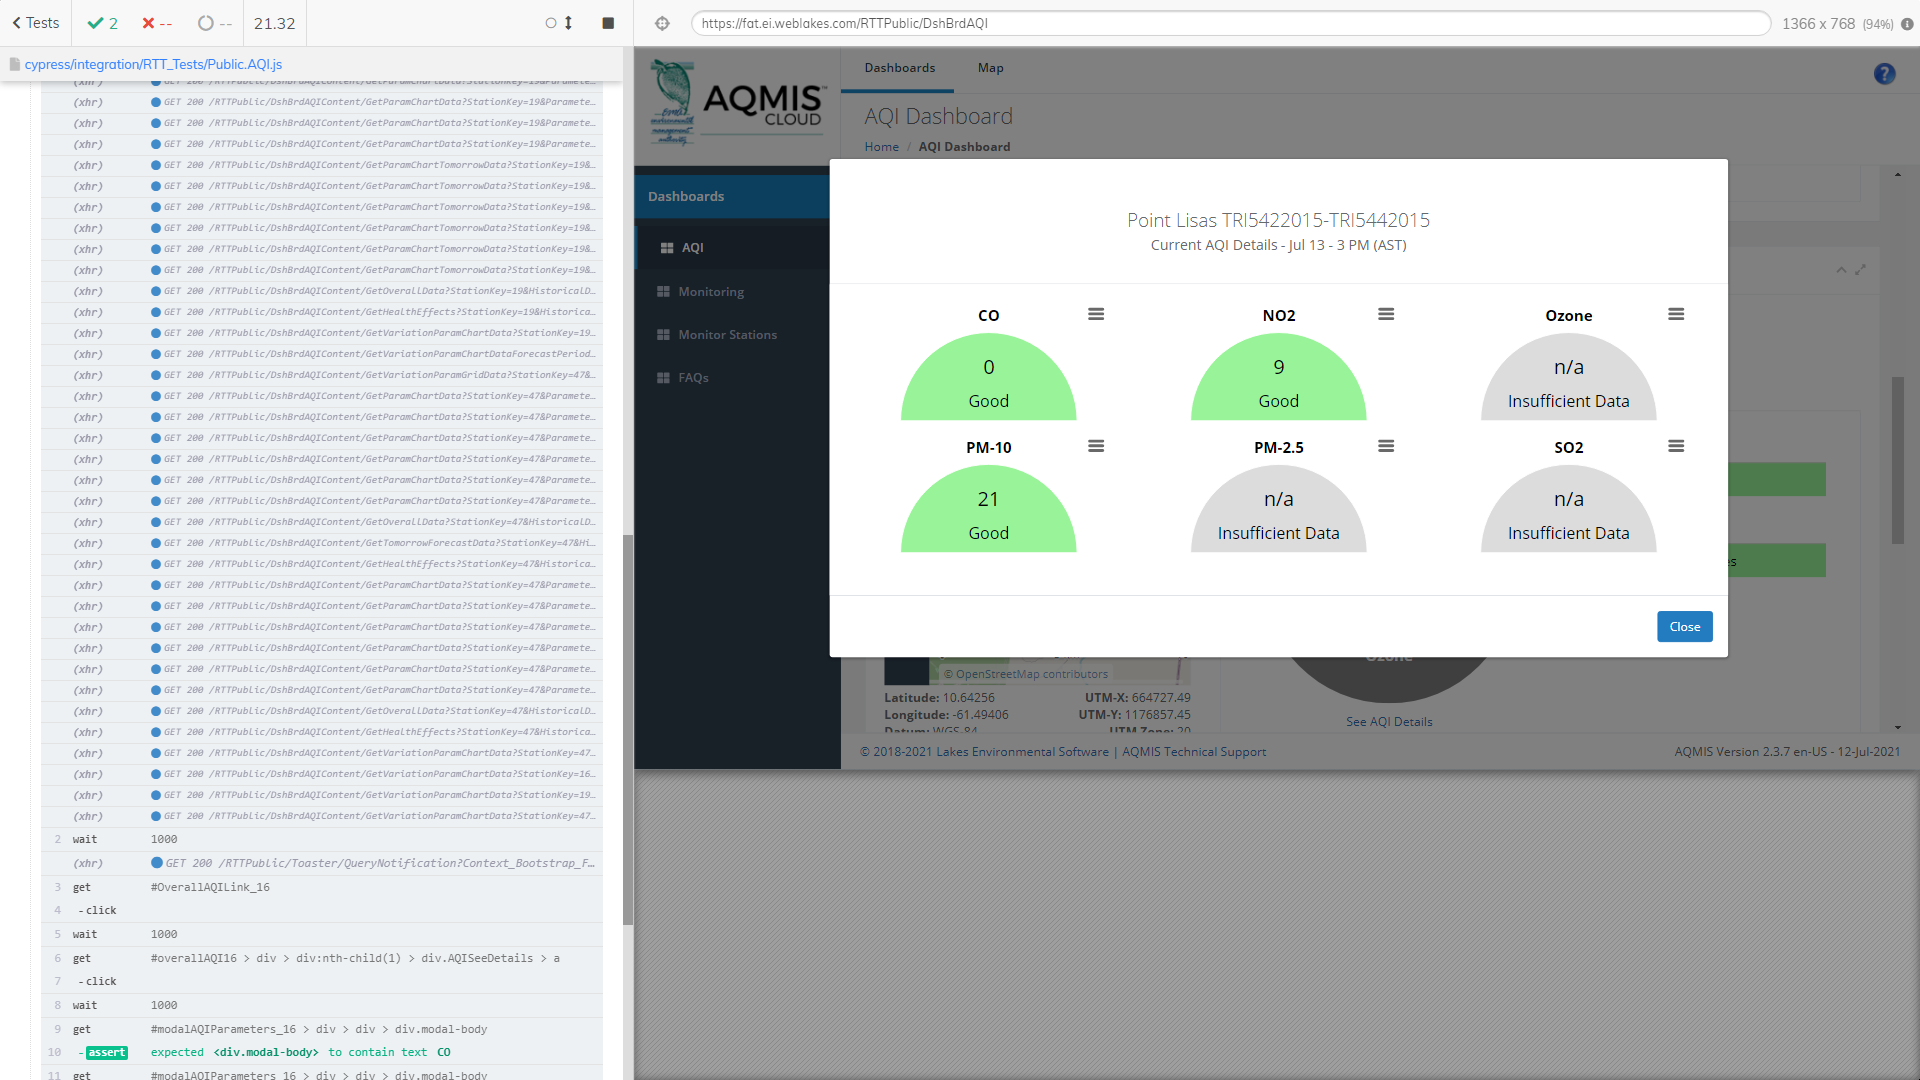 Tests
2
--
--
21.32
https://fat.ei.weblakes.com/RTTPublic/DshBrdAQI
1366 x 768 (94%)
cypress/integration/RTT_Tests/Public.AQI.js
(xhr) GET 200 /RTTPublic/DshBrdAQIContent/GetParamChartData?StationKey=19&Paramete...
(xhr) GET 200 /RTTPublic/DshBrdAQIContent/GetParamChartData?StationKey=19&Paramete...
(xhr) GET 200 /RTTPublic/DshBrdAQIContent/GetParamChartData?StationKey=19&Paramete...
(xhr) GET 200 /RTTPublic/DshBrdAQIContent/GetParamChartData?StationKey=19&Paramete...
(xhr) GET 200 /RTTPublic/DshBrdAQIContent/GetParamChartTomorrowData?StationKey=19&...
(xhr) GET 200 /RTTPublic/DshBrdAQIContent/GetParamChartTomorrowData?StationKey=19&...
(xhr) GET 200 /RTTPublic/DshBrdAQIContent/GetParamChartTomorrowData?StationKey=19&...
(xhr) GET 200 /RTTPublic/DshBrdAQIContent/GetParamChartTomorrowData?StationKey=19&...
(xhr) GET 200 /RTTPublic/DshBrdAQIContent/GetParamChartTomorrowData?StationKey=19&...
(xhr) GET 200 /RTTPublic/DshBrdAQIContent/GetParamChartTomorrowData?StationKey=19&...
(xhr) GET 200 /RTTPublic/DshBrdAQIContent/GetOverallData?StationKey=19&HistoricalD...
(xhr) GET 200 /RTTPublic/DshBrdAQIContent/GetHealthEffects?StationKey=19&Historica...
(xhr) GET 200 /RTTPublic/DshBrdAQIContent/GetVariationParamChartData?StationKey=19...
(xhr) GET 200 /RTTPublic/DshBrdAQIContent/GetVariationParamChartDataForecastPeriod...
(xhr) GET 200 /RTTPublic/DshBrdAQIContent/GetVariationParamGridData?StationKey=47&...
(xhr) GET 200 /RTTPublic/DshBrdAQIContent/GetParamChartData?StationKey=47&Paramete...
(xhr) GET 200 /RTTPublic/DshBrdAQIContent/GetParamChartData?StationKey=47&Paramete...
(xhr) GET 200 /RTTPublic/DshBrdAQIContent/GetParamChartData?StationKey=47&Paramete...
(xhr) GET 200 /RTTPublic/DshBrdAQIContent/GetParamChartData?StationKey=47&Paramete...
(xhr) GET 200 /RTTPublic/DshBrdAQIContent/GetParamChartData?StationKey=47&Paramete...
(xhr) GET 200 /RTTPublic/DshBrdAQIContent/GetParamChartData?StationKey=47&Paramete...
(xhr) GET 200 /RTTPublic/DshBrdAQIContent/GetOverallData?StationKey=47&HistoricalD...
(xhr) GET 200 /RTTPublic/DshBrdAQIContent/GetTomorrowForecastData?StationKey=47&Hi...
(xhr) GET 200 /RTTPublic/DshBrdAQIContent/GetHealthEffects?StationKey=47&Historica...
(xhr) GET 200 /RTTPublic/DshBrdAQIContent/GetParamChartData?StationKey=47&Paramete...
(xhr) GET 200 /RTTPublic/DshBrdAQIContent/GetParamChartData?StationKey=47&Paramete...
(xhr) GET 200 /RTTPublic/DshBrdAQIContent/GetParamChartData?StationKey=47&Paramete...
(xhr) GET 200 /RTTPublic/DshBrdAQIContent/GetParamChartData?StationKey=47&Paramete...
(xhr) GET 200 /RTTPublic/DshBrdAQIContent/GetParamChartData?StationKey=47&Paramete...
(xhr) GET 200 /RTTPublic/DshBrdAQIContent/GetParamChartData?StationKey=47&Paramete...
(xhr) GET 200 /RTTPublic/DshBrdAQIContent/GetOverallData?StationKey=47&HistoricalD...
(xhr) GET 200 /RTTPublic/DshBrdAQIContent/GetHealthEffects?StationKey=47&Historica...
(xhr) GET 200 /RTTPublic/DshBrdAQIContent/GetVariationParamChartData?StationKey=47...
(xhr) GET 200 /RTTPublic/DshBrdAQIContent/GetVariationParamChartData?StationKey=16...
(xhr) GET 200 /RTTPublic/DshBrdAQIContent/GetVariationParamChartData?StationKey=19...
(xhr) GET 200 /RTTPublic/DshBrdAQIContent/GetVariationParamChartData?StationKey=47...
2 wait 1000
(xhr) GET 200 /RTTPublic/Toaster/QueryNotification?Context_Bootstrap_F...
3 get #OverallAQILink_16
4 -click
5 wait 1000
6 get #overallAQI16 > div > div:nth-child(1) > div.AQISeeDetails > a
7 -click
8 wait 1000
9 get #modalAQIParameters_16 > div > div > div.modal-body
10 -assert expected <div.modal-body> to contain text CO
11 get #modalAQIParameters_16 > div > div > div.modal-body
AQMIS
CLOUD
environmental
management
authority
Dashboards
AQI
Monitoring
Monitor Stations
FAQs
Dashboards
Map
AQI Dashboard
Home / AQI Dashboard
Point Lisas TRI5422015-TRI5442015
Current AQI Details - Jul 13 - 3 PM (AST)
CO
0
Good
NO2
9
Good
Ozone
n/a
Insufficient Data
PM-10
21
Good
PM-2.5
n/a
Insufficient Data
SO2
n/a
Insufficient Data
Close
© OpenStreetMap contributors
Latitude: 10.64256 UTM-X: 664727.49
Longitude: -61.49406 UTM-Y: 1176857.45
Datum: WGS-84 UTM Zone: 20
Ozone
See AQI Details
© 2018-2021 Lakes Environmental Software | AQMIS Technical Support
AQMIS Version 2.3.7 en-US - 12-Jul-2021